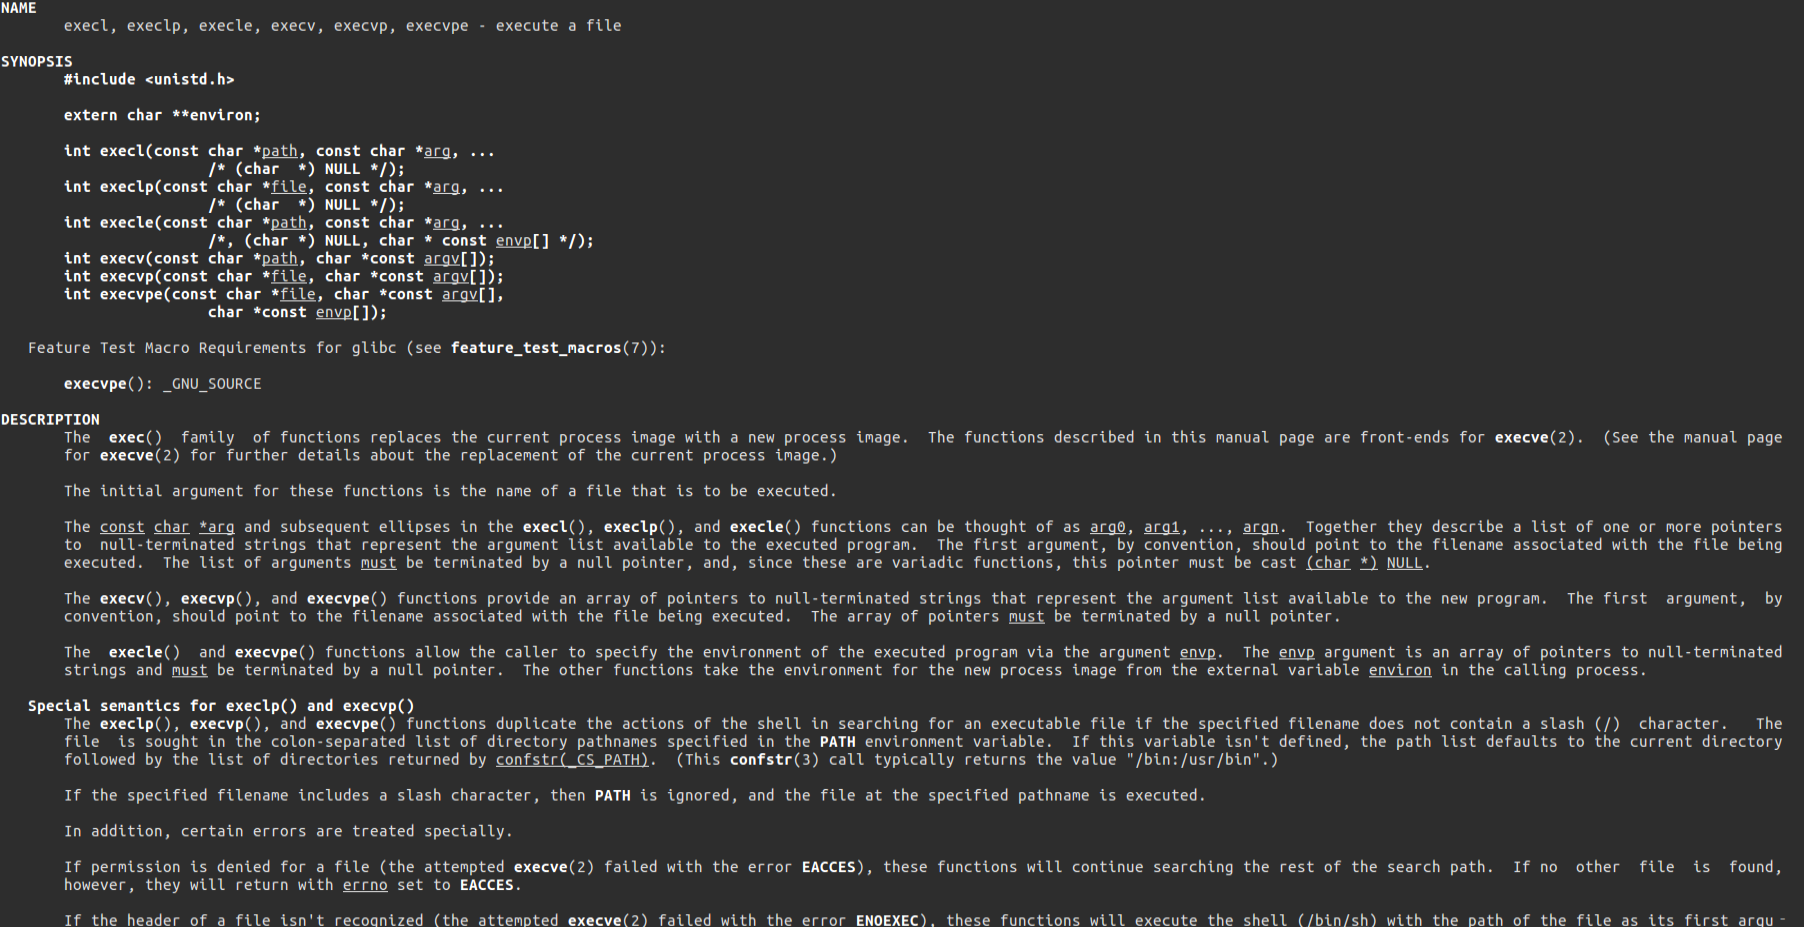 NAME
execl, execlp, execle, execv, execvp, execvpe - execute a file
SYNOPSIS
#include <unistd.h>
extern char **environ;
int execl(const char *path, const char *arg, ...
/* (char  *) NULL */);
int execlp(const char *file, const char *arg, ...
/* (char  *) NULL */);
int execle(const char *path, const char *arg, ...
/*, (char *) NULL, char * const envp[] */);
int execv(const char *path, char *const argv[]);
int execvp(const char *file, char *const argv[]);
int execvpe(const char *file, char *const argv[],
char *const envp[]);
Feature Test Macro Requirements for glibc (see feature_test_macros(7)):
execvpe(): _GNU_SOURCE
DESCRIPTION
The  exec()  family  of functions replaces the current process image with a new process image.  The functions described in this manual page are front-ends for execve(2).  (See the manual page
for execve(2) for further details about the replacement of the current process image.)
The initial argument for these functions is the name of a file that is to be executed.
The const char *arg and subsequent ellipses in the execl(), execlp(), and execle() functions can be thought of as arg0, arg1, ..., argn.  Together they describe a list of one or more pointers
to  null-terminated strings that represent the argument list available to the executed program.  The first argument, by convention, should point to the filename associated with the file being
executed.  The list of arguments must be terminated by a null pointer, and, since these are variadic functions, this pointer must be cast (char *) NULL.
The execv(), execvp(), and execvpe() functions provide an array of pointers to null-terminated strings that represent the argument list available to the new program.  The first  argument,  by
convention, should point to the filename associated with the file being executed.  The array of pointers must be terminated by a null pointer.
The  execle()  and execvpe() functions allow the caller to specify the environment of the executed program via the argument envp.  The envp argument is an array of pointers to null-terminated
strings and must be terminated by a null pointer.  The other functions take the environment for the new process image from the external variable environ in the calling process.
Special semantics for execlp() and execvp()
The execlp(), execvp(), and execvpe() functions duplicate the actions of the shell in searching for an executable file if the specified filename does not contain a slash (/)  character.   The
file  is sought in the colon-separated list of directory pathnames specified in the PATH environment variable.  If this variable isn't defined, the path list defaults to the current directory
followed by the list of directories returned by confstr(_CS_PATH).  (This confstr(3) call typically returns the value "/bin:/usr/bin".)
If the specified filename includes a slash character, then PATH is ignored, and the file at the specified pathname is executed.
In addition, certain errors are treated specially.
If permission is denied for a file (the attempted execve(2) failed with the error EACCES), these functions will continue searching the rest of the search path.  If no  other  file  is  found,
however, they will return with errno set to EACCES.
If the header of a file isn't recognized (the attempted execve(2) failed with the error ENOEXEC), these functions will execute the shell (/bin/sh) with the path of the file as its first argu-